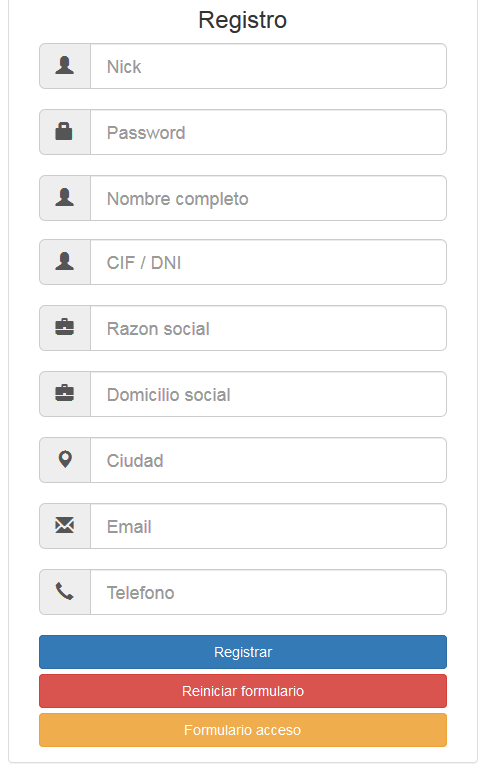 Registro
Nick
Password
Nombre completo
CIF / DNI
Razon social
Domicilio social
Ciudad
Email
Telefono
Registrar
Reiniciar formulario
Formulario acceso